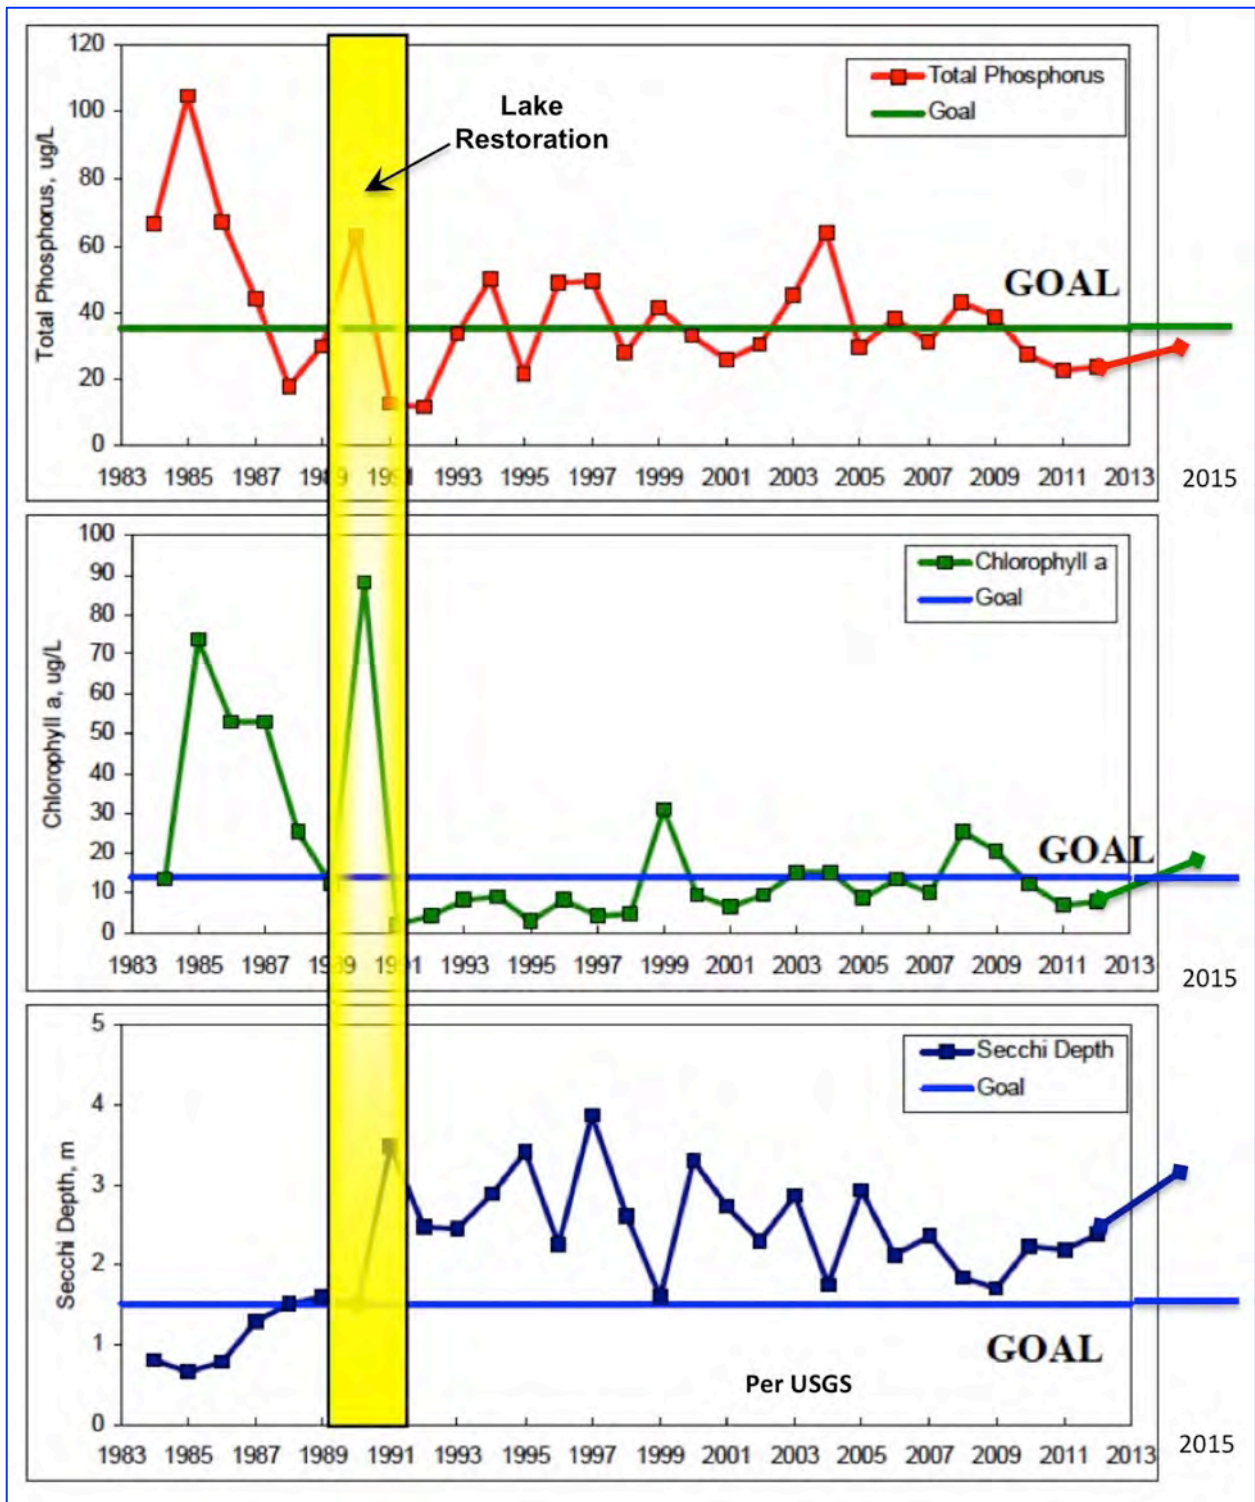 120
100
80
60
40
20
0
Total Phosphorus, ug/L
Lake
Restoration
Total Phosphorus
Goal
GOAL
1983 1985 1987 1989 1991 1993 1995 1997 1999 2001 2003 2005 2007 2009 2011 2013 2015
100
90
80
70
60
50
40
30
20
10
0
Chlorophyll a, ug/L
Chlorophyll a
Goal
GOAL
1983 1985 1987 1989 1991 1993 1995 1997 1999 2001 2003 2005 2007 2009 2011 2013 2015
5
4
3
2
1
0
Secchi Depth, m
Secchi Depth
Goal
GOAL
Per USGS
1983 1985 1987 1989 1991 1993 1995 1997 1999 2001 2003 2005 2007 2009 2011 2013 2015